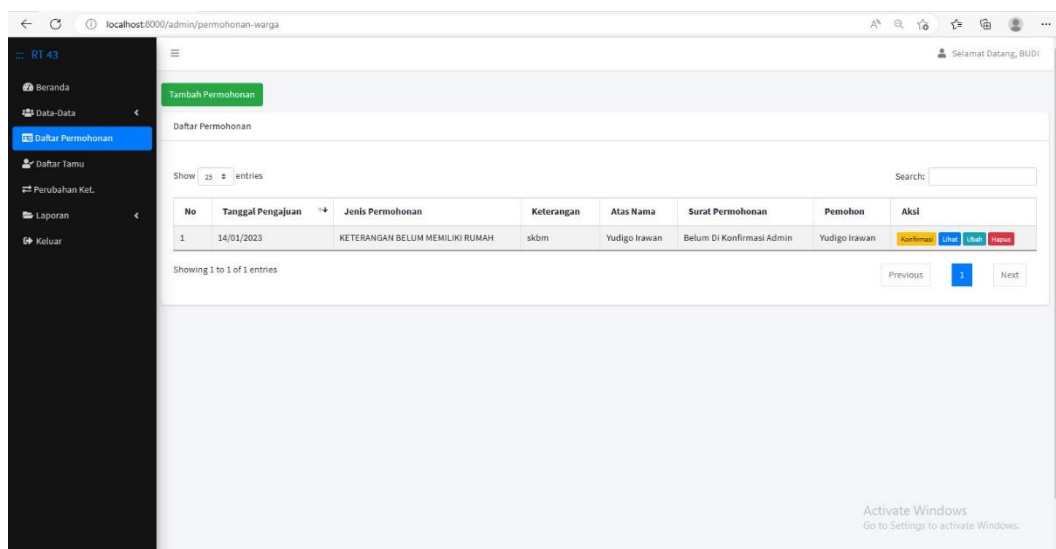 localhost:8000/admin/permohonan-warga
RT 43
Selamat Datang, BUDI
Beranda
Data-Data
Daftar Permohonan
Daftar Tamu
Perubahan Ket.
Laporan
Keluar
Tambah Permohonan
Daftar Permohonan
Show 25 entries
Search:
No Tanggal Pengajuan Jenis Permohonan Keterangan Atas Nama Surat Permohonan Pemohon Aksi
1 14/01/2023 KETERANGAN BELUM MEMILIKI RUMAH skbm Yudigo Irawan Belum Di Konfirmasi Admin Yudigo Irawan Konfirmasi Lihat Ubah Hapus
Showing 1 to 1 of 1 entries
Previous 1 Next
Activate Windows
Go to Settings to activate Windows.